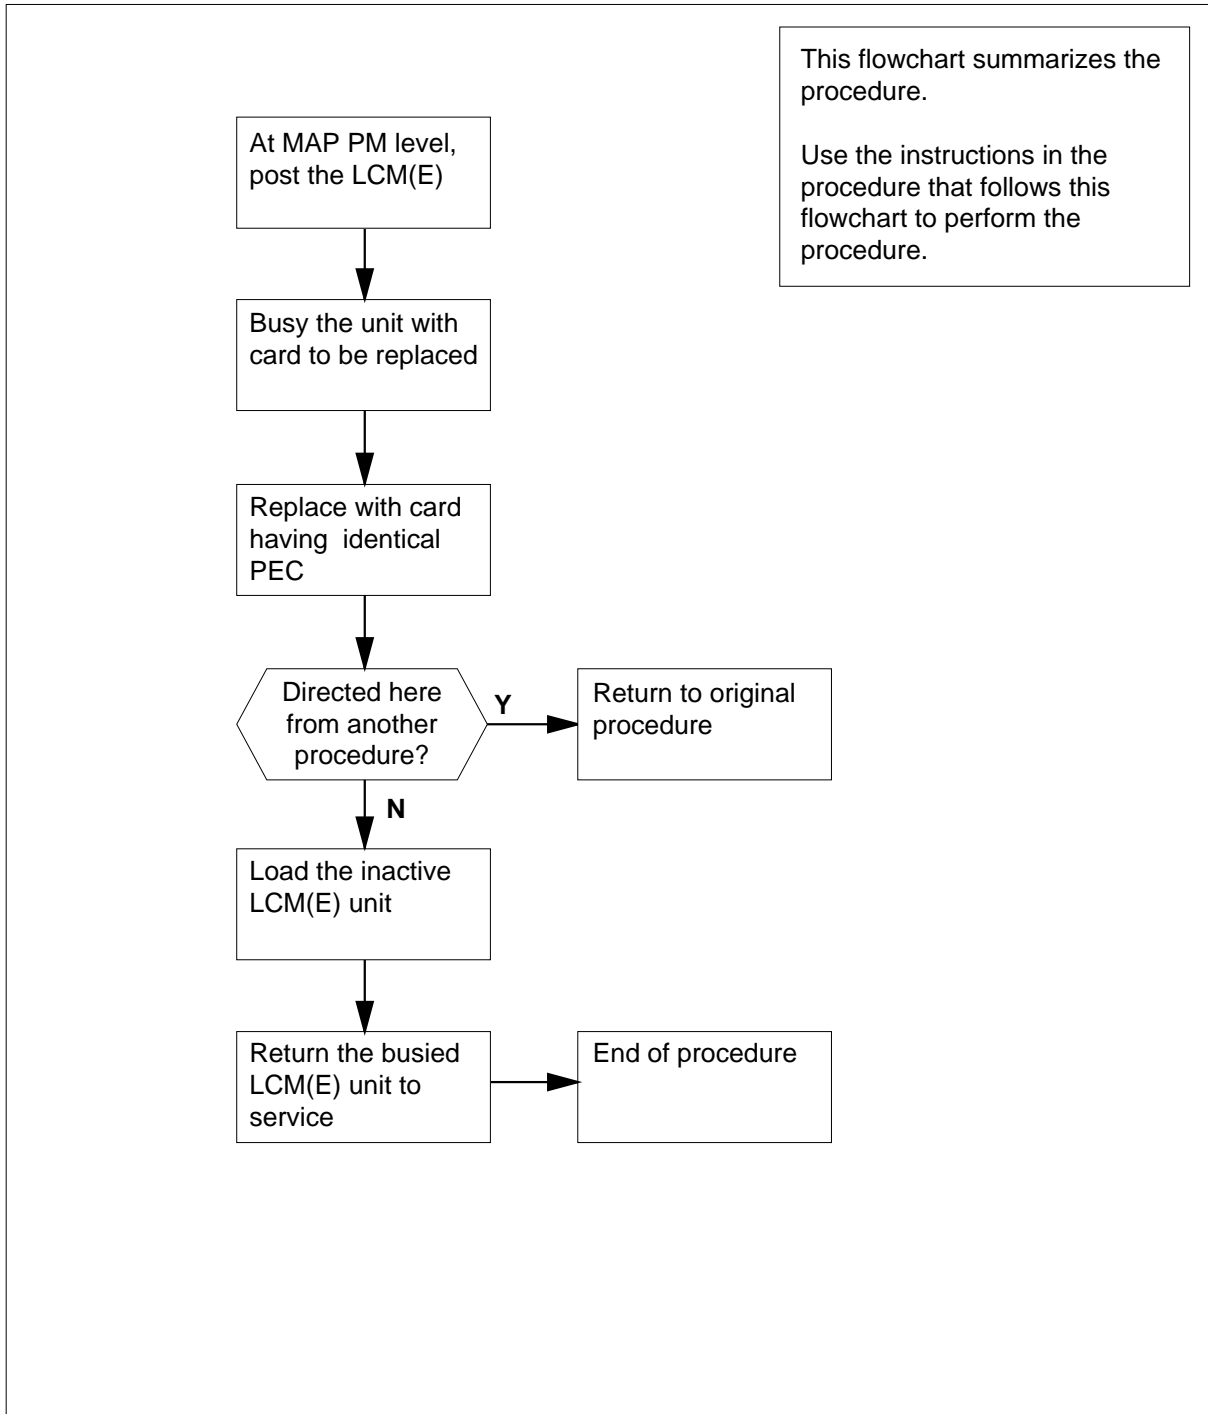 This flowchart summarizes the
procedure.
Use the instructions in the
procedure that follows this
flowchart to perform the
procedure.
At MAP PM level,
post the LCM(E)
Busy the unit with
card to be replaced
Replace with card
having identical
PEC
Directed here
from another
procedure?
Y
Return to original
procedure
N
Load the inactive
LCM(E) unit
Return the busied
LCM(E) unit to
service
End of procedure